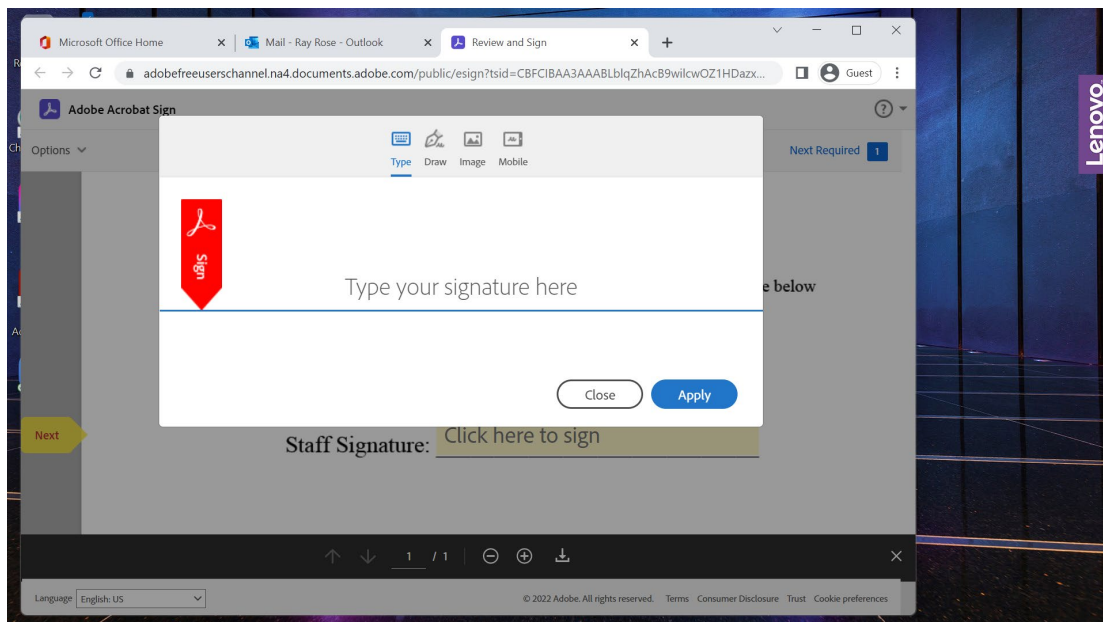 Microsoft Office Home
Mail - Ray Rose - Outlook
Review and Sign
adobefreeuserschannel.na4.documents.adobe.com/public/esign?tsid=CBFCIBAA3AAABLblqZhAcB9wilcwOZ1HDazx...
Guest
Adobe Acrobat Sign
Options
Type Draw Image Mobile
Next Required 1
Sign
Type your signature here
e below
Close Apply
Next
Staff Signature: Click here to sign
1 / 1
Language English: US
© 2022 Adobe. All rights reserved. Terms Consumer Disclosure Trust Cookie preferences
Lenovo